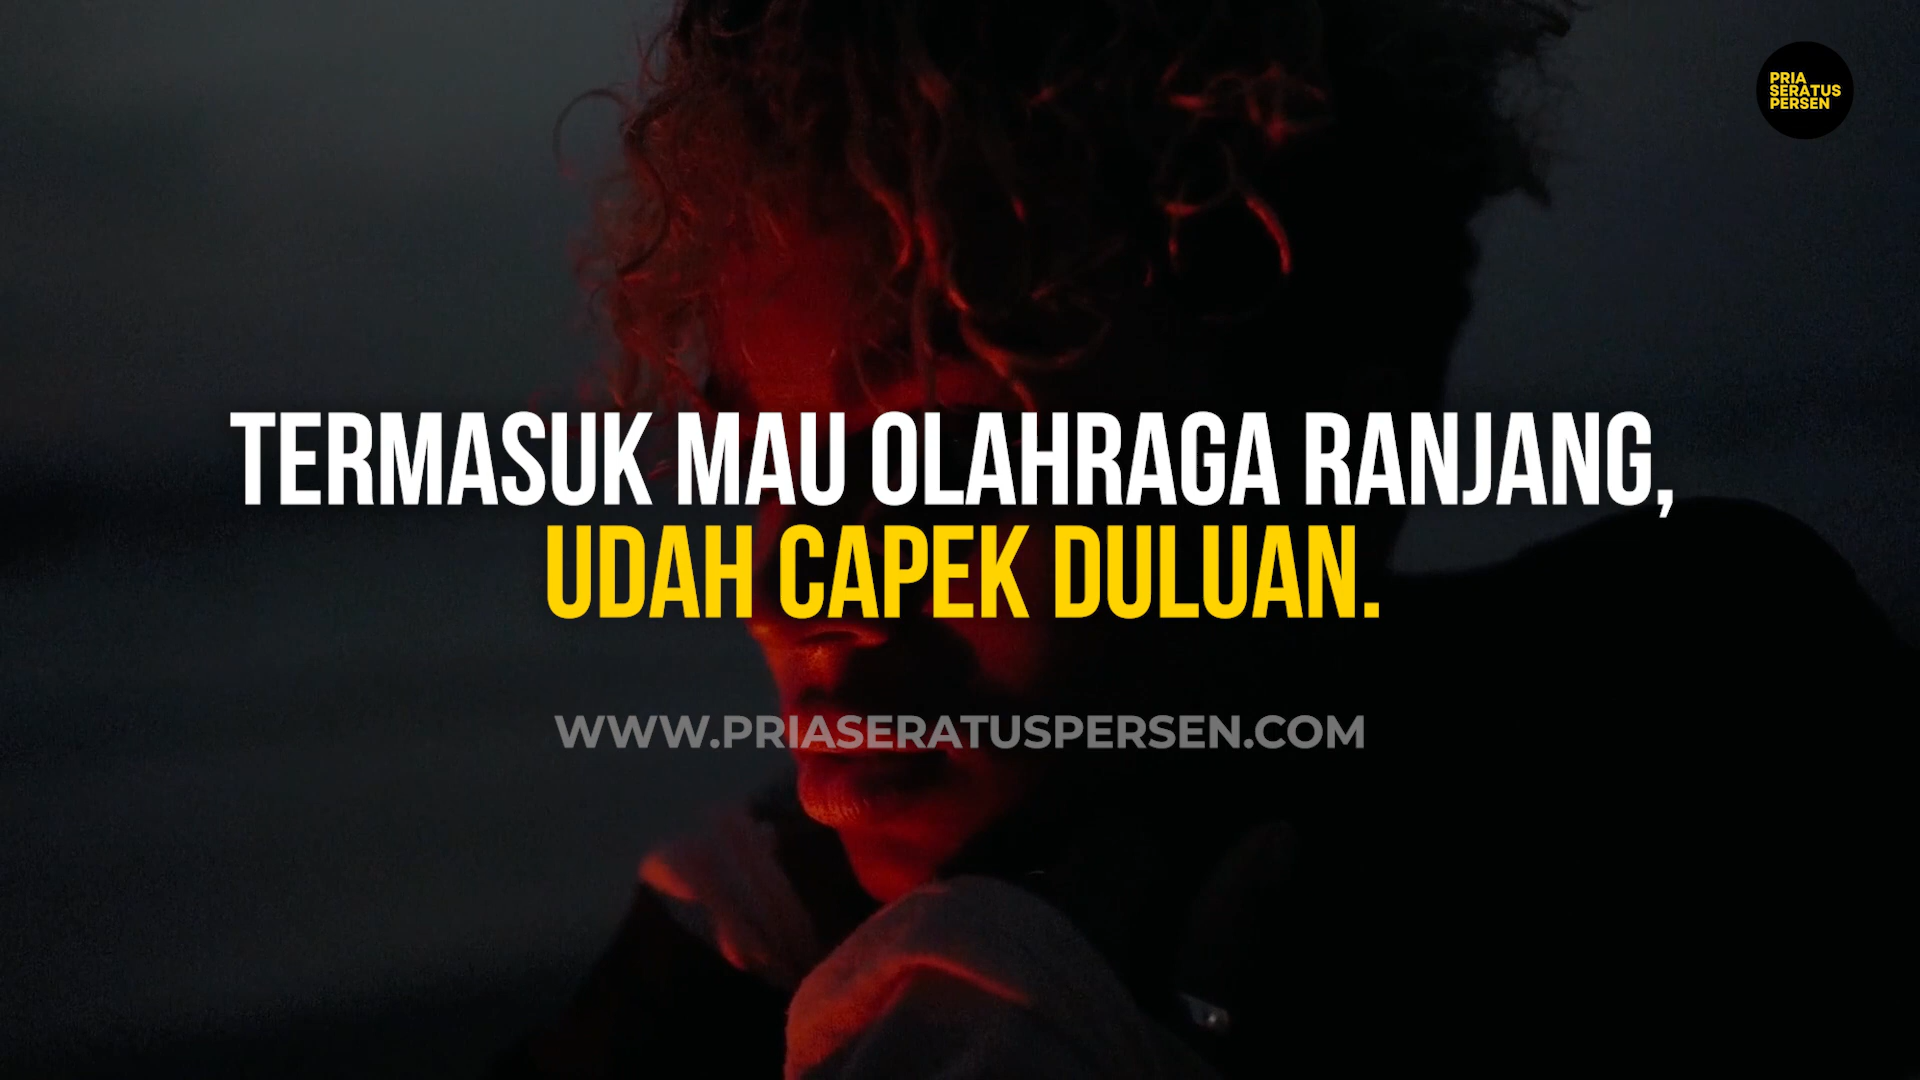 PRIA
SERATUS
PERSEN
TERMASUK MAU OLAHRAGA RANJANG,
UDAH CAPEK DULUAN.
WWW.PRIASERATUSPERSEN.COM